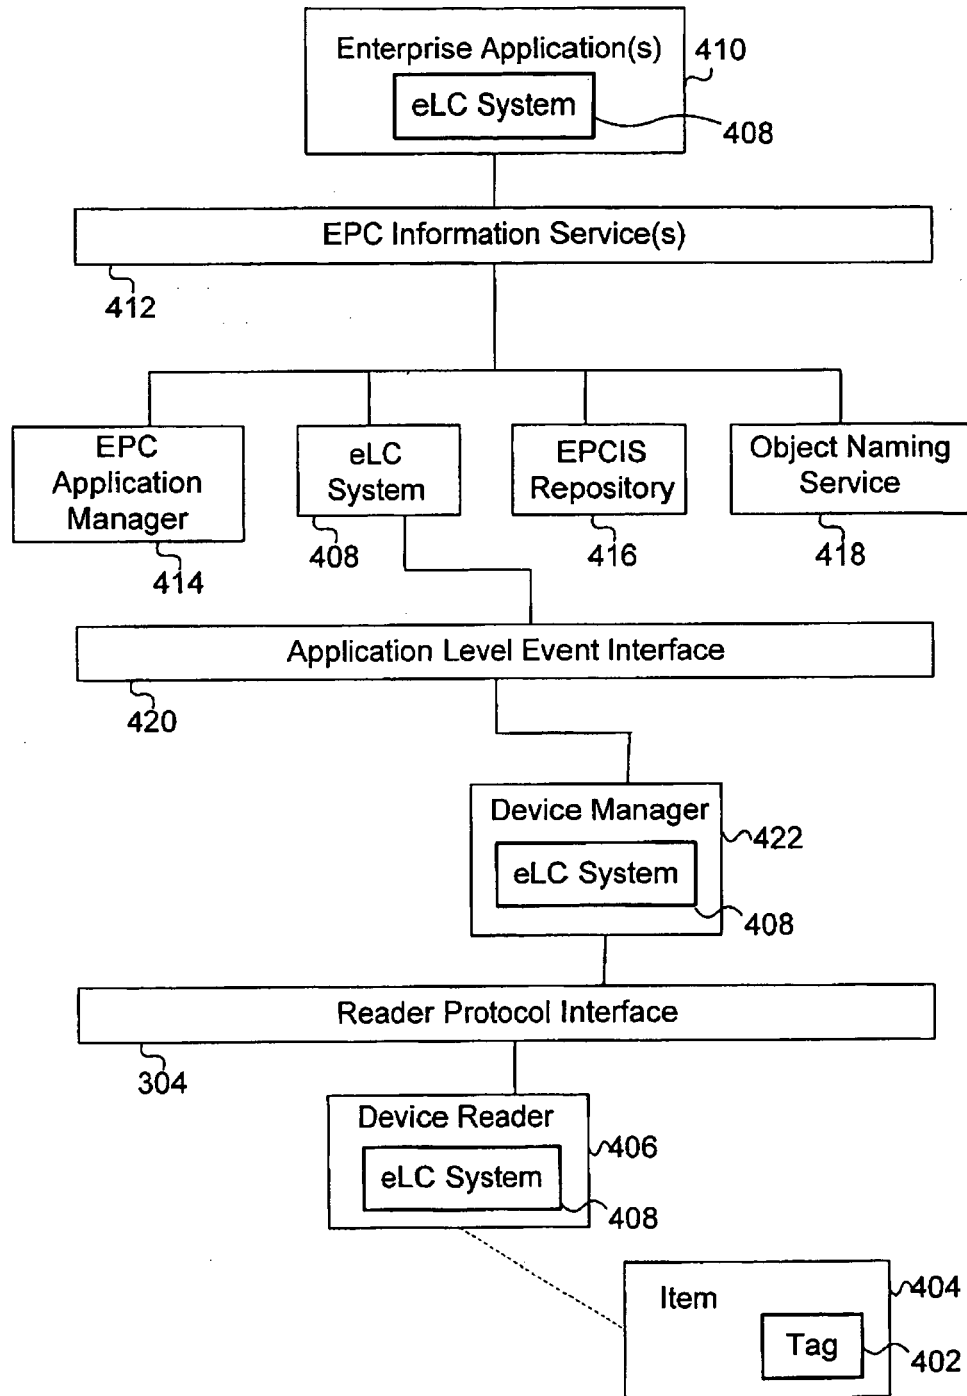 Enterprise Application(s)
410
eLC System
408
EPC Information Service(s)
412
EPC
Application
Manager
414
eLC
System
408
EPCIS
Repository
416
Object Naming
Service
418
Application Level Event Interface
420
Device Manager
422
eLC System
408
Reader Protocol Interface
304
Device Reader
406
eLC System
408
Item
404
Tag
402